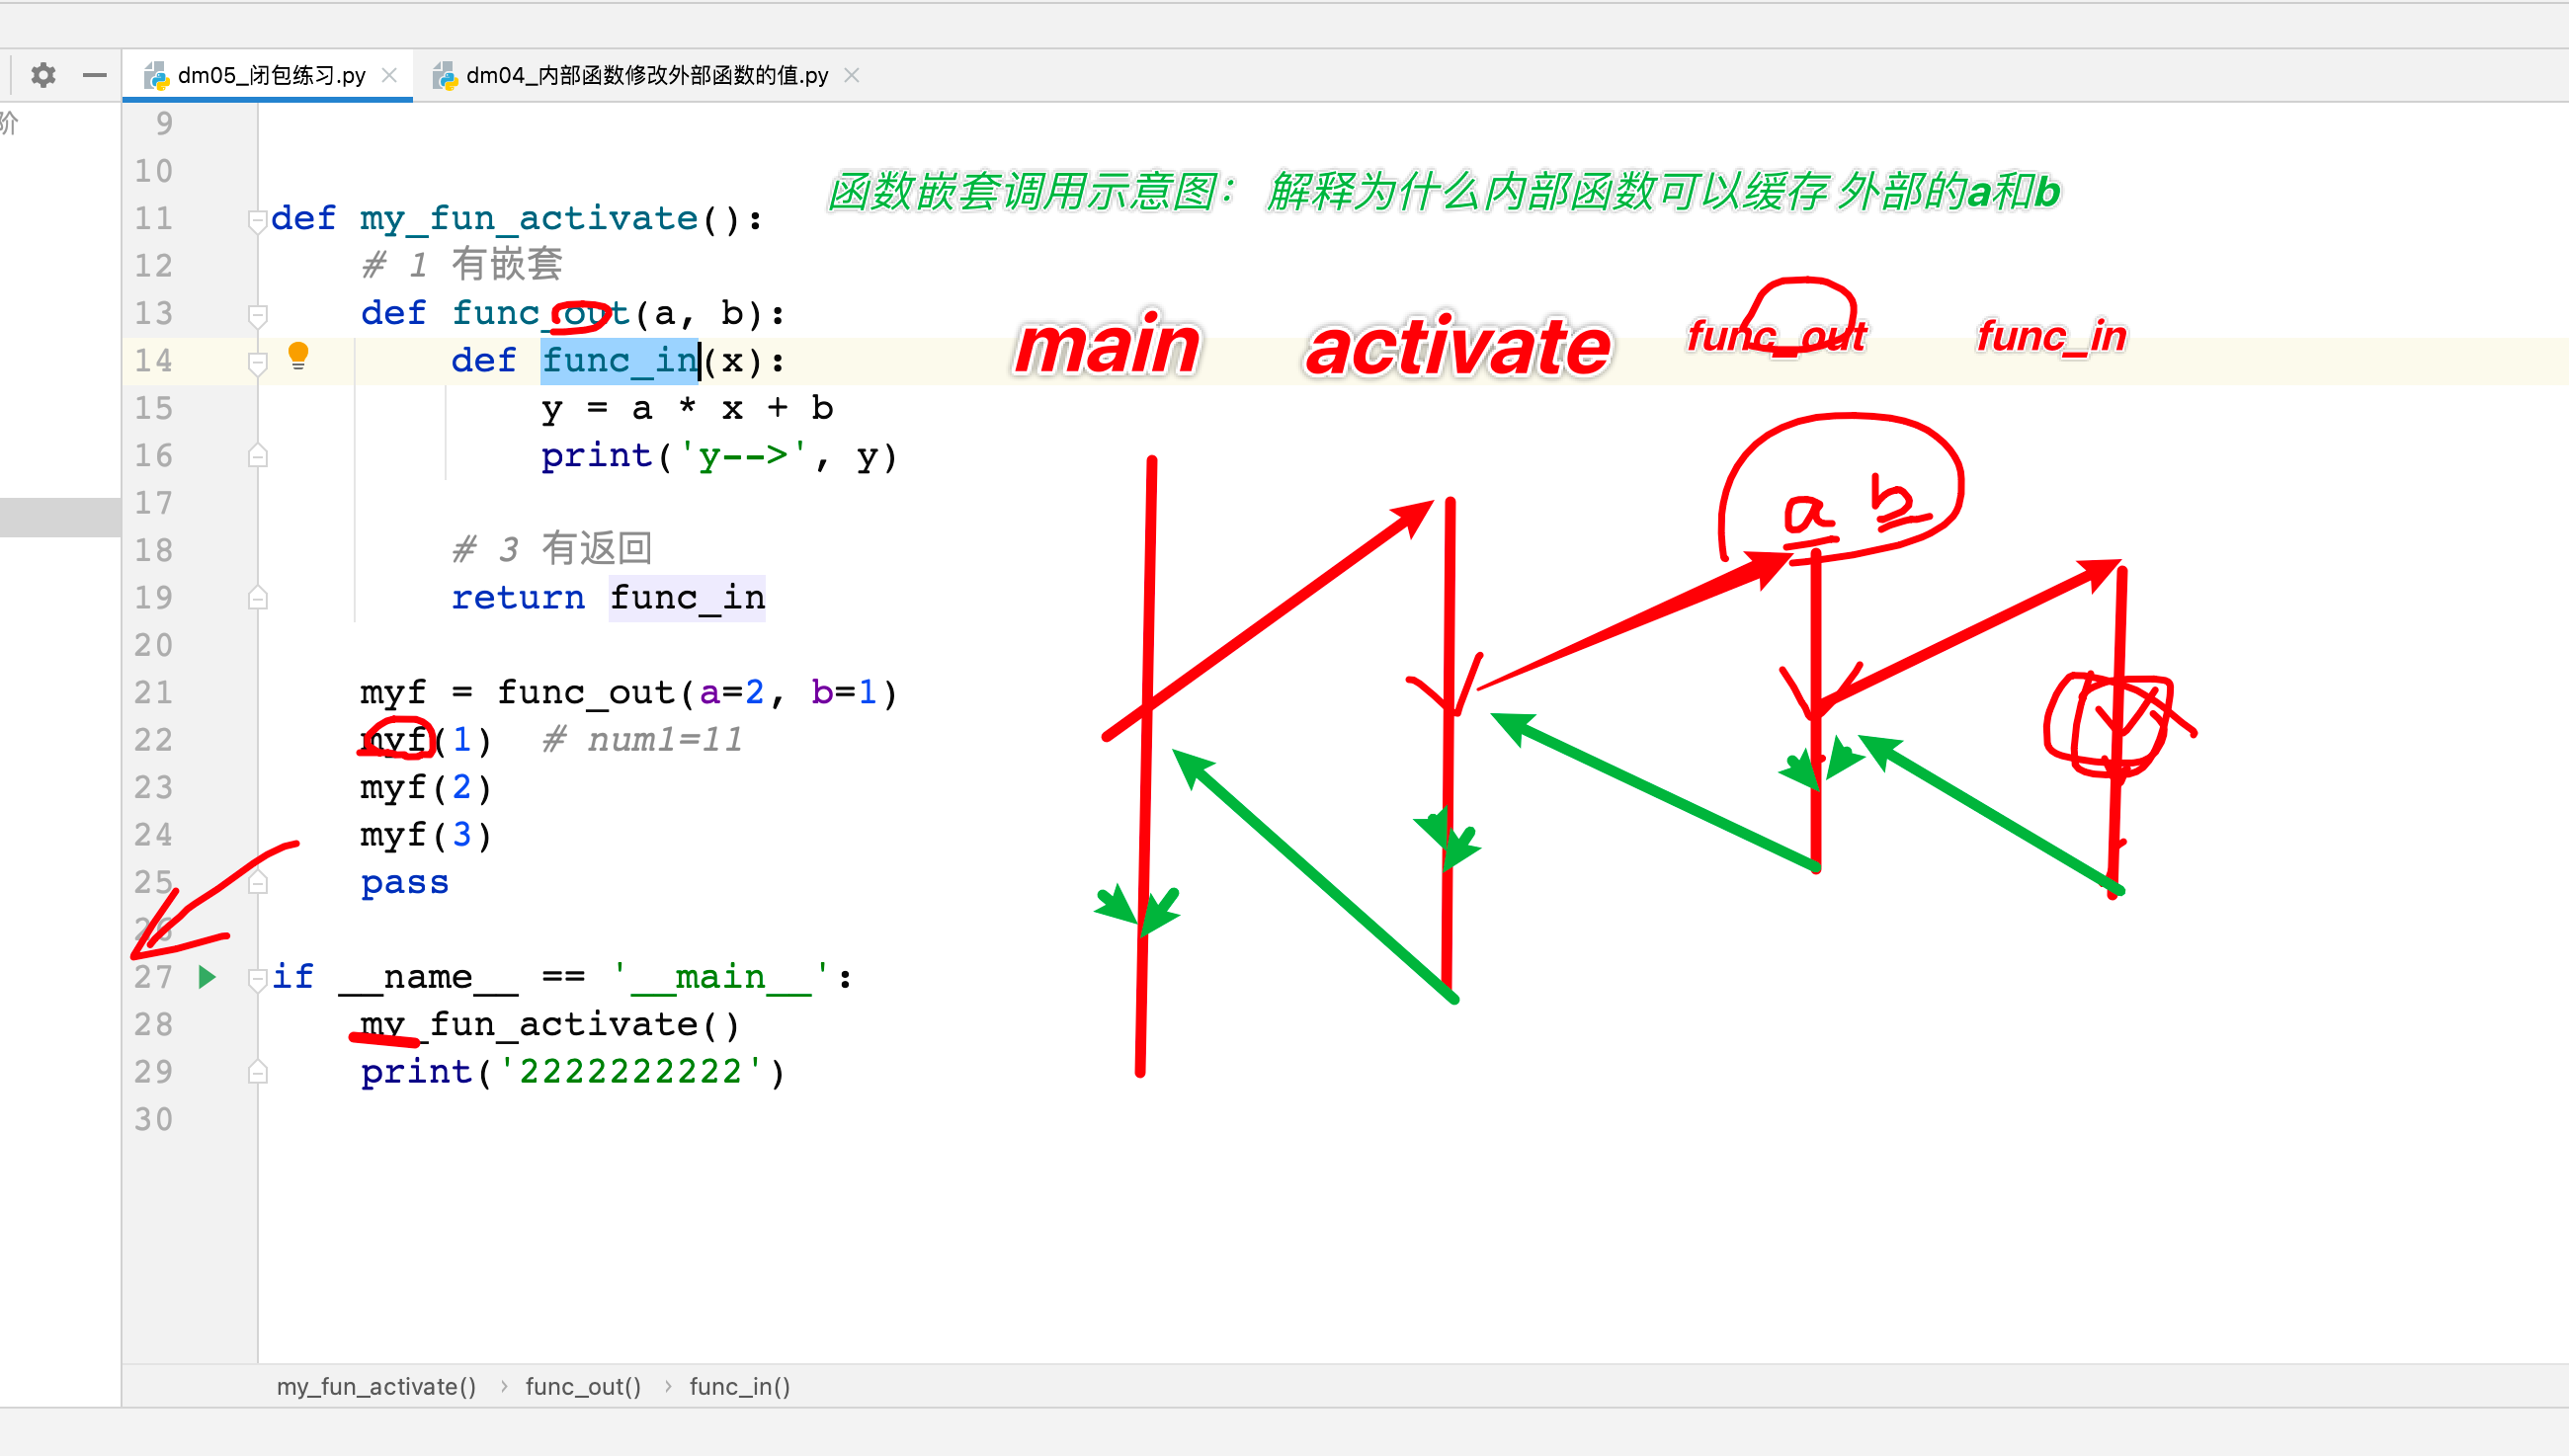 dm05_闭包练习.py
dm04_内部函数修改外部函数的值.py
阶
9
10
函数嵌套调用示意图： 解释为什么内部函数可以缓存 外部的a和b
11 def my_fun_activate():
12 # 1 有嵌套
13 def func_out(a, b):
main activate func_out func_in
14 def func_in(x):
15 y = a * x + b
16 print('y-->', y)
a b
17
18 # 3 有返回
19 return func_in
20
21 myf = func_out(a=2, b=1)
22 myf(1) # num1=11
23 myf(2)
24 myf(3)
25 pass
26
27 if __name__ == '__main__':
28 my_fun_activate()
29 print('2222222222')
30
my_fun_activate() › func_out() › func_in()